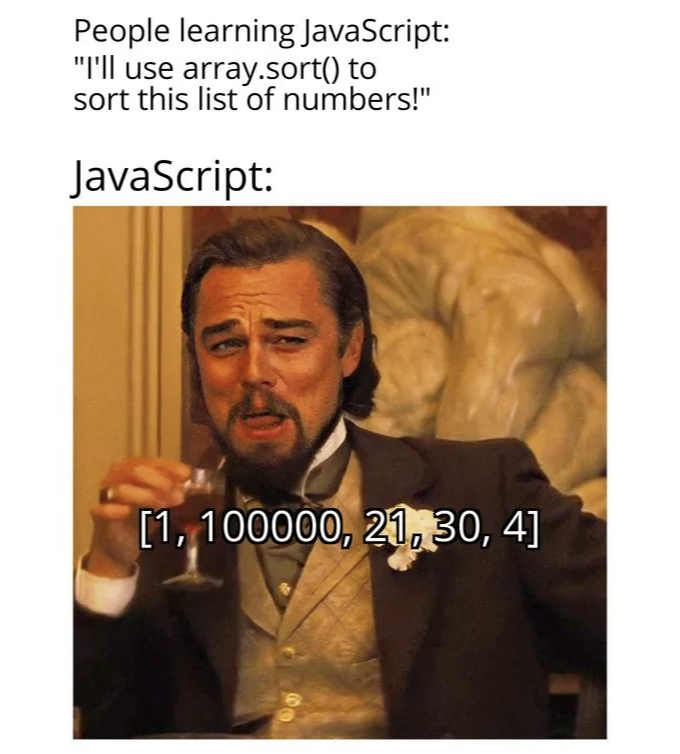 People learning JavaScript:
"I'll use array.sort() to
sort this list of numbers!"
JavaScript:
[1, 100000, 21, 30, 4]